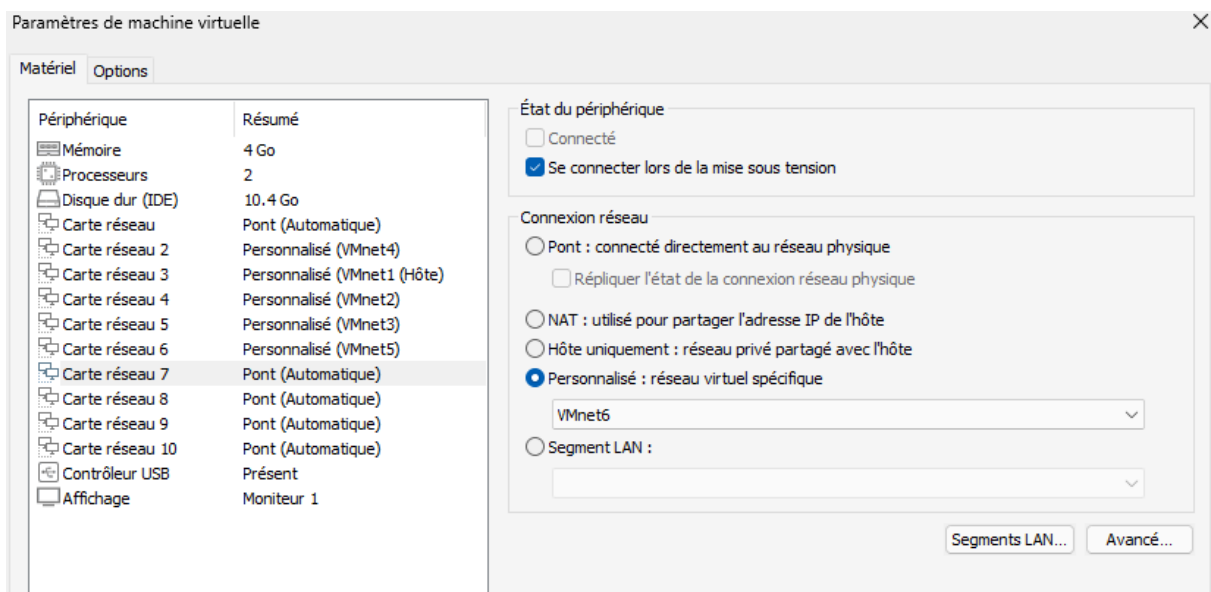 Paramètres de machine virtuelle
Matériel Options
Périphérique Résumé
Mémoire 4 Go
Processeurs 2
Disque dur (IDE) 10.4 Go
Carte réseau Pont (Automatique)
Carte réseau 2 Personnalisé (VMnet4)
Carte réseau 3 Personnalisé (VMnet1 (Hôte)
Carte réseau 4 Personnalisé (VMnet2)
Carte réseau 5 Personnalisé (VMnet3)
Carte réseau 6 Personnalisé (VMnet5)
Carte réseau 7 Pont (Automatique)
Carte réseau 8 Pont (Automatique)
Carte réseau 9 Pont (Automatique)
Carte réseau 10 Pont (Automatique)
Contrôleur USB Présent
Affichage Moniteur 1
État du périphérique
Connecté
Se connecter lors de la mise sous tension
Connexion réseau
Pont : connecté directement au réseau physique
Répliquer l'état de la connexion réseau physique
NAT : utilisé pour partager l'adresse IP de l'hôte
Hôte uniquement : réseau privé partagé avec l'hôte
Personnalisé : réseau virtuel spécifique
VMnet6
Segment LAN :
Segments LAN... Avancé...